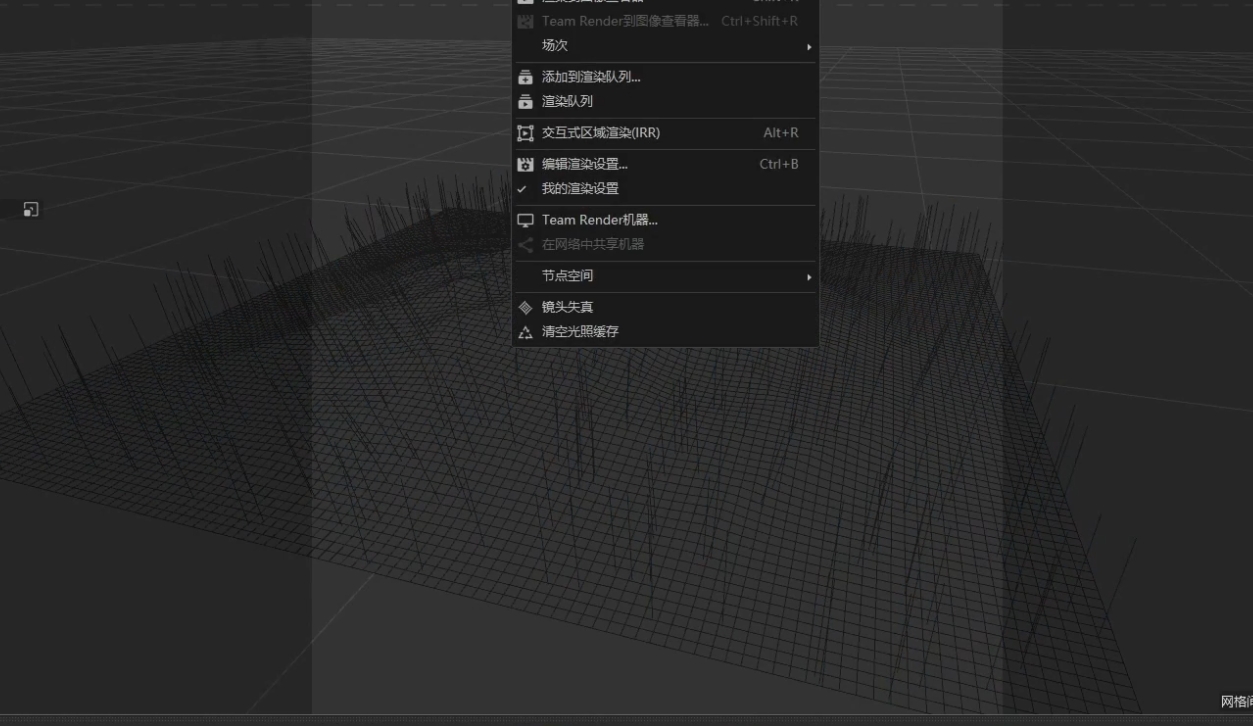 Team Render到图像查看器... Ctrl+Shift+R
场次
添加到渲染队列...
渲染队列
交互式区域渲染(IRR) Alt+R
编辑渲染设置... Ctrl+B
我的渲染设置
Team Render机器...
在网络中共享机器
节点空间
镜头失真
清空光照缓存
网格间